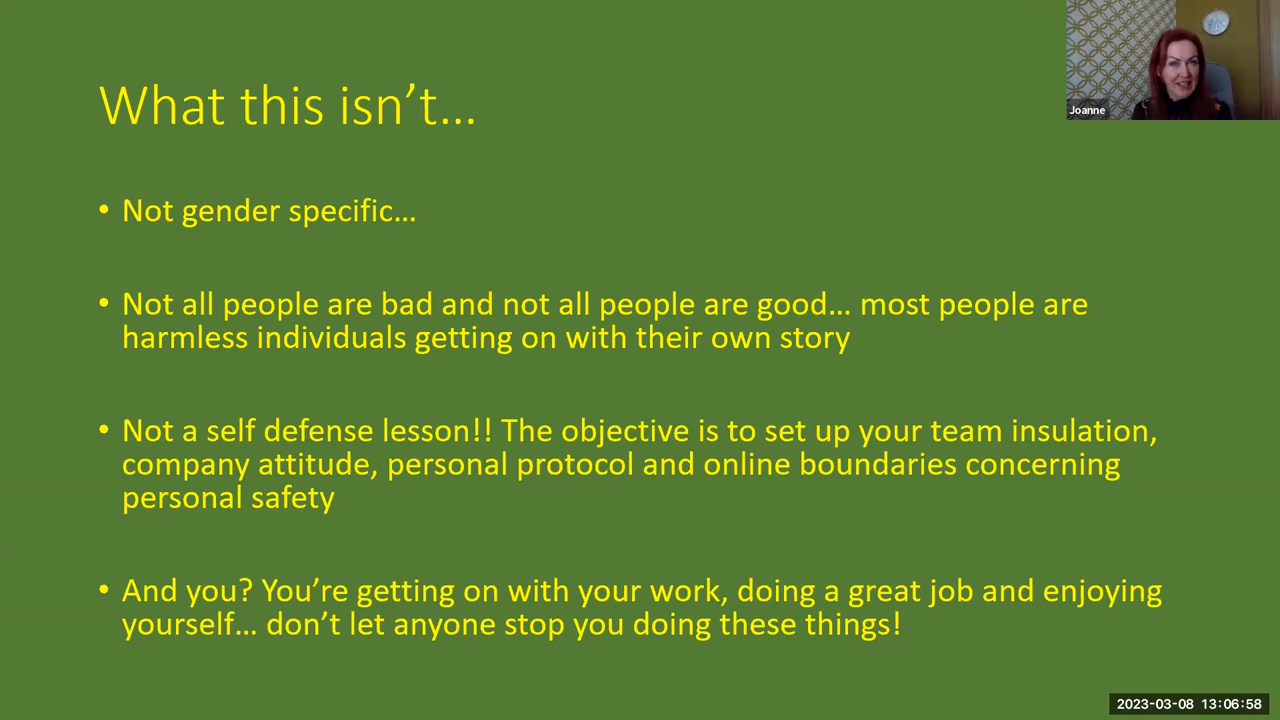 What this isn’t...
Joanne
• Not gender specific...
• Not all people are bad and not all people are good... most people are
harmless individuals getting on with their own story
• Not a self defense lesson!! The objective is to set up your team insulation,
company attitude, personal protocol and online boundaries concerning
personal safety
• And you? You’re getting on with your work, doing a great job and enjoying
yourself... don’t let anyone stop you doing these things!
2023-03-08 13:06:58